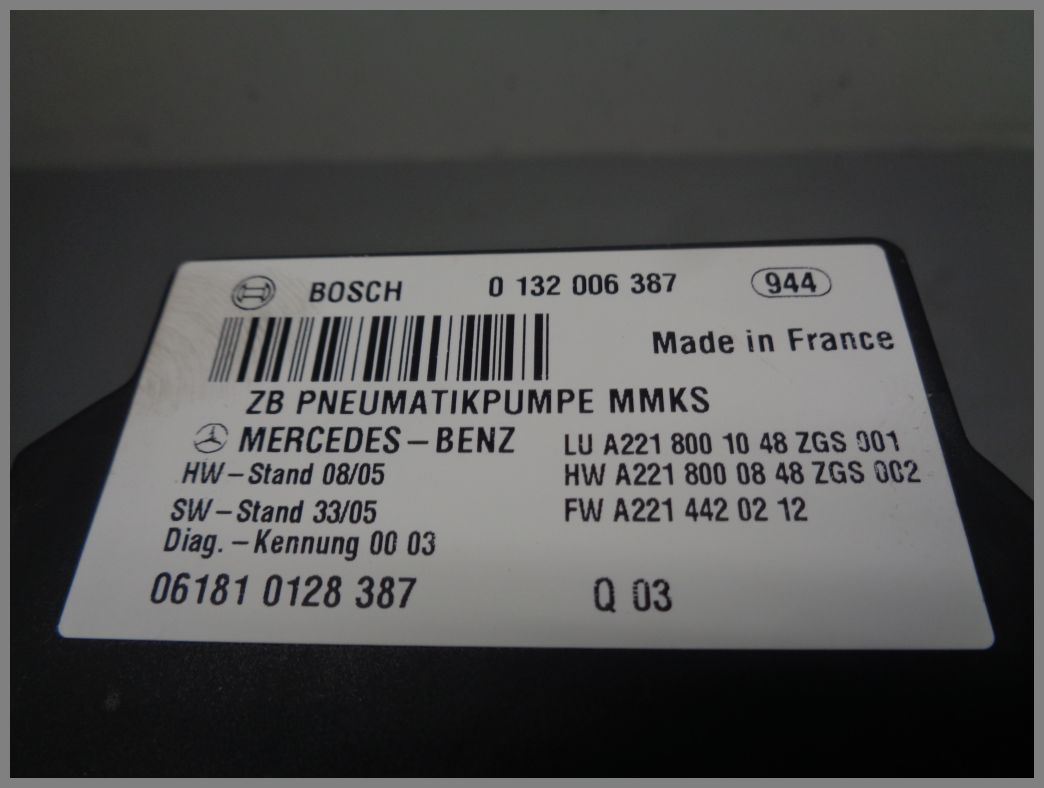 BOSCH 0 132 006 387 944
Made in France
ZB PNEUMATIKPUMPE MMKS
MERCEDES-BENZ LU A221 800 10 48 ZGS 001
HW-Stand 08/05 HW A221 800 08 48 ZGS 002
SW-Stand 33/05 FW A221 442 02 12
Diag.-Kennung 00 03
06181 0128 387 Q 03